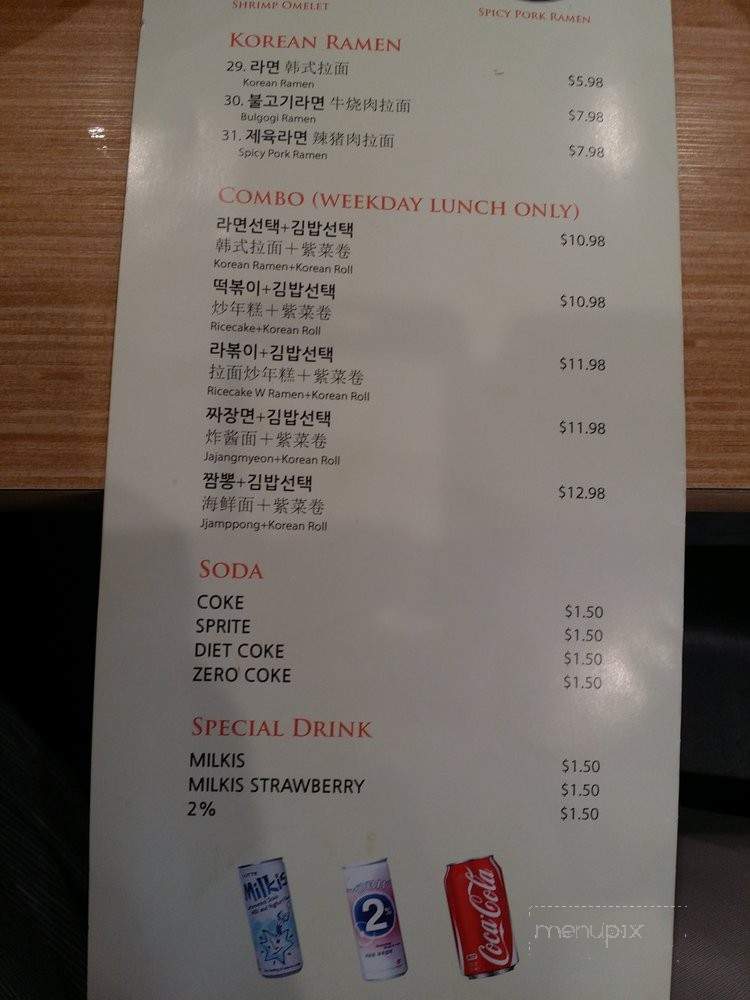 Shrimp Omelet
Spicy Pork Ramen
Korean Ramen
29. 라면 韩式拉面
Korean Ramen
$5.98
30. 불고기라면 牛烧肉拉面
Bulgogi Ramen
$7.98
31. 제육라면 辣猪肉拉面
Spicy Pork Ramen
$7.98
Combo (weekday lunch only)
라면선택+김밥선택
韩式拉面+紫菜卷
Korean Ramen+Korean Roll
$10.98
떡볶이+김밥선택
炒年糕+紫菜卷
Ricecake+Korean Roll
$10.98
라볶이+김밥선택
拉面炒年糕+紫菜卷
Ricecake W Ramen+Korean Roll
$11.98
짜장면+김밥선택
炸酱面+紫菜卷
Jajangmyeon+Korean Roll
$11.98
짬뽕+김밥선택
海鲜面+紫菜卷
Jjamppong+Korean Roll
$12.98
Soda
COKE $1.50
SPRITE $1.50
DIET COKE $1.50
ZERO COKE $1.50
Special Drink
MILKIS $1.50
MILKIS STRAWBERRY $1.50
2% $1.50
LOTTE
Milkis
2%
Coca-Cola
menupix